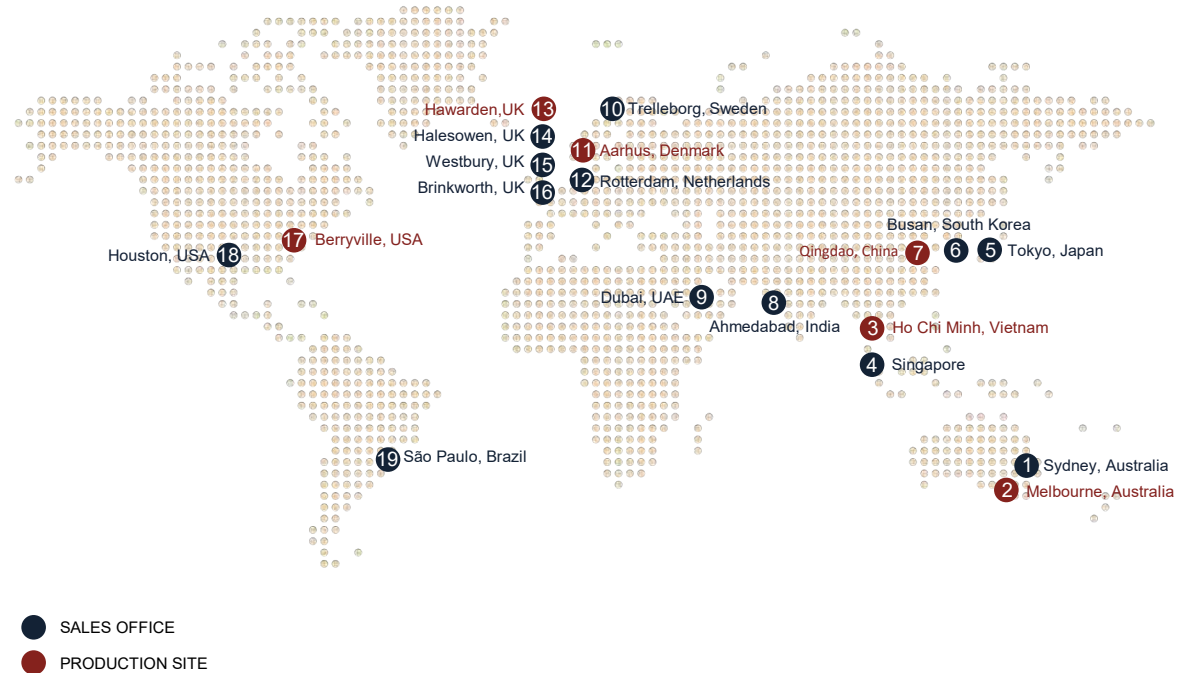 Hawarden,UK 13
10 Trelleborg, Sweden
Halesowen, UK 14
11 Aarhus, Denmark
Westbury, UK 15
12 Rotterdam, Netherlands
Brinkworth, UK 16
Busan, South Korea
17 Berryville, USA
Houston, USA 18
Qingdao, China 7
6
5 Tokyo, Japan
Dubai, UAE 9
8
Ahmedabad, India
3 Ho Chi Minh, Vietnam
4 Singapore
19 São Paulo, Brazil
1 Sydney, Australia
2 Melbourne, Australia
SALES OFFICE
PRODUCTION SITE